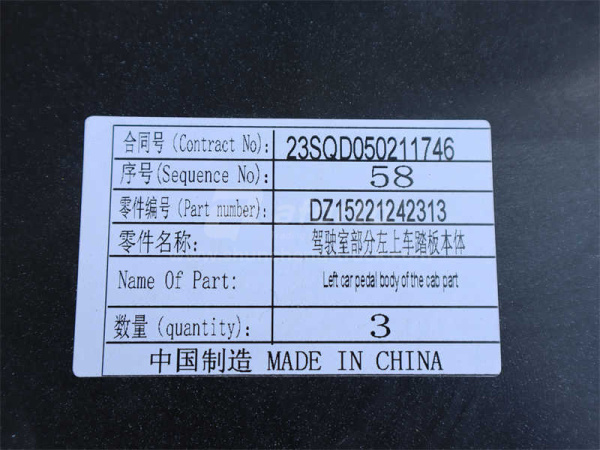 合同号(Contract No): 23SQD050211746
序号(Sequence No): 58
零件编号(Part number): DZ15221242313
零件名称: 驾驶室部分左上车踏板本体
Name Of Part: Left car pedal body of the cab part
数量(quantity): 3
中国制造 MADE IN CHINA